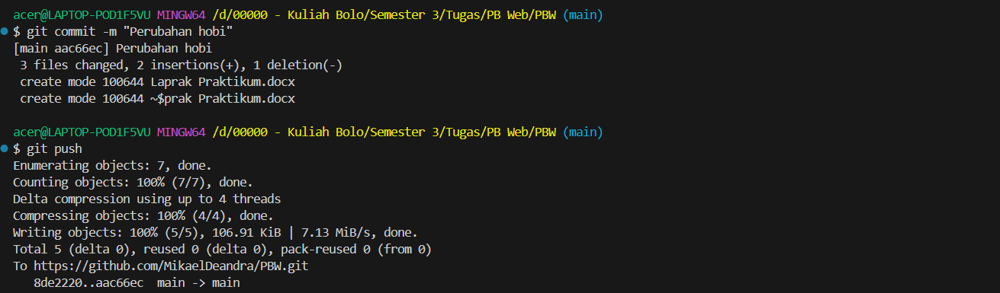 acer@LAPTOP-POD1F5VU MINGW64 /d/00000 - Kuliah Bolo/Semester 3/Tugas/PB Web/PBW (main)
$ git commit -m "Perubahan hobi"
[main aac66ec] Perubahan hobi
 3 files changed, 2 insertions(+), 1 deletion(-)
 create mode 100644 Laprak Praktikum.docx
 create mode 100644 ~$prak Praktikum.docx

acer@LAPTOP-POD1F5VU MINGW64 /d/00000 - Kuliah Bolo/Semester 3/Tugas/PB Web/PBW (main)
$ git push
Enumerating objects: 7, done.
Counting objects: 100% (7/7), done.
Delta compression using up to 4 threads
Compressing objects: 100% (4/4), done.
Writing objects: 100% (5/5), 106.91 KiB | 7.13 MiB/s, done.
Total 5 (delta 0), reused 0 (delta 0), pack-reused 0 (from 0)
To https://github.com/MikaelDeandra/PBW.git
   8de2220..aac66ec  main -> main